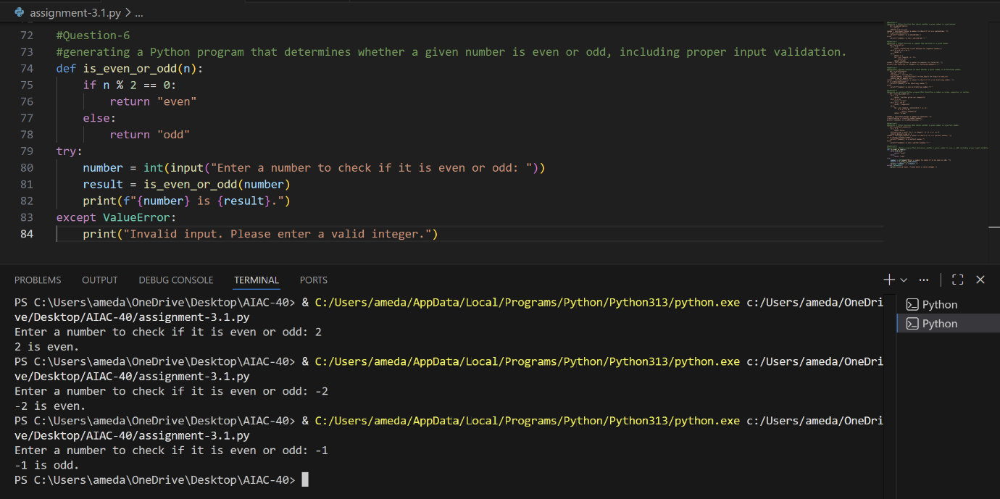 assignment-3.1.py > ...
72 #Question-6
73 #generating a Python program that determines whether a given number is even or odd, including proper input validation.
74 def is_even_or_odd(n):
75     if n % 2 == 0:
76         return "even"
77     else:
78         return "odd"
79 try:
80     number = int(input("Enter a number to check if it is even or odd: "))
81     result = is_even_or_odd(number)
82     print(f"{number} is {result}.")
83 except ValueError:
84     print("Invalid input. Please enter a valid integer.")
PROBLEMS OUTPUT DEBUG CONSOLE TERMINAL PORTS
PS C:\Users\ameda\OneDrive\Desktop\AIAC-40> & C:/Users/ameda/AppData/Local/Programs/Python/Python313/python.exe c:/Users/ameda/OneDri
ve/Desktop/AIAC-40/assignment-3.1.py
Enter a number to check if it is even or odd: 2
2 is even.
PS C:\Users\ameda\OneDrive\Desktop\AIAC-40> & C:/Users/ameda/AppData/Local/Programs/Python/Python313/python.exe c:/Users/ameda/OneDri
ve/Desktop/AIAC-40/assignment-3.1.py
Enter a number to check if it is even or odd: -2
-2 is even.
PS C:\Users\ameda\OneDrive\Desktop\AIAC-40> & C:/Users/ameda/AppData/Local/Programs/Python/Python313/python.exe c:/Users/ameda/OneDri
ve/Desktop/AIAC-40/assignment-3.1.py
Enter a number to check if it is even or odd: -1
-1 is odd.
PS C:\Users\ameda\OneDrive\Desktop\AIAC-40>
Python
Python